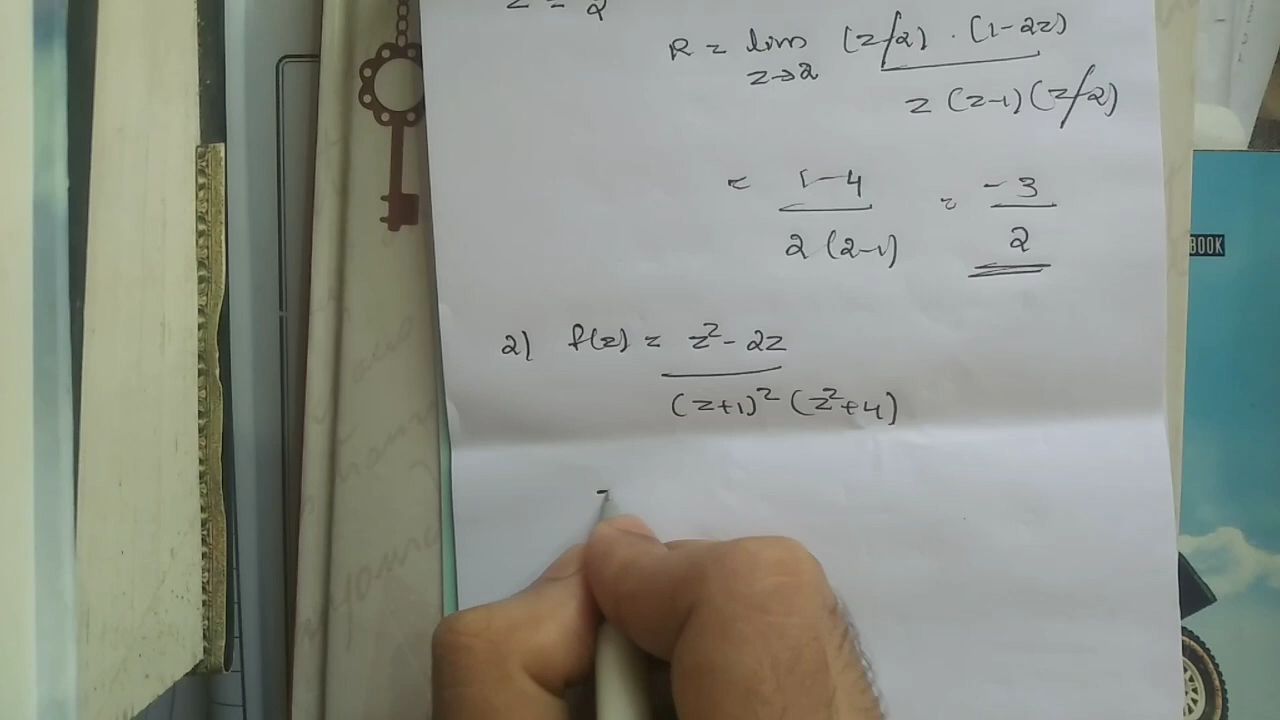 z = 2
R = lim (z-2) . (1-2z)
z→2
z (z-1) (z-2)
= 1-4 = -3
2 (2-1) 2
2) f(z) = z² - 2z
(z+1)² (z²+4)
BOOK